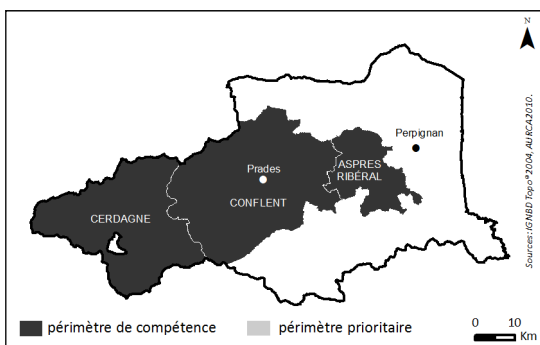 N
Perpignan
ASPRES
RIBÉRAL
Prades
CONFLENT
CERDAGNE
Sources:IGNBD Topo®2004, AURCA2010.
périmètre de compétence
périmètre prioritaire
0 10
Km